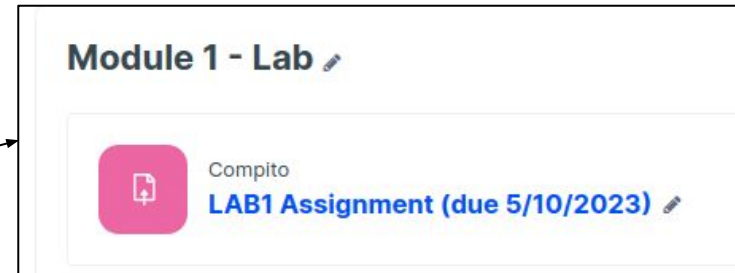 Module 1 - Lab
Compito
LAB1 Assignment (due 5/10/2023)